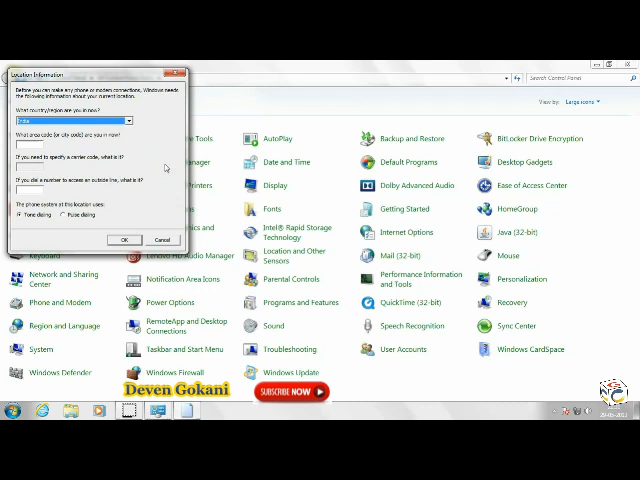 Location Information
Search Control Panel
Before you can make any phone or modem connections, Windows needs
the following information about your current location.
View by: Large icons
What country/region are you in now?
India
What area code (or city code) are you in now?
If you need to specify a carrier code, what is it?
If you dial a number to access an outside line, what is it?
The phone system at this location uses:
Tone dialing
Pulse dialing
OK
Cancel
AutoPlay
Backup and Restore
BitLocker Drive Encryption
Date and Time
Default Programs
Desktop Gadgets
Display
Dolby Advanced Audio
Ease of Access Center
Fonts
Getting Started
HomeGroup
Intel® Rapid Storage
Technology
Internet Options
Java (32-bit)
Keyboard
Lenovo HD Audio Manager
Location and Other
Sensors
Mail (32-bit)
Mouse
Network and Sharing
Center
Notification Area Icons
Parental Controls
Performance Information
and Tools
Personalization
Phone and Modem
Power Options
Programs and Features
QuickTime (32-bit)
Recovery
Region and Language
RemoteApp and Desktop
Connections
Sound
Speech Recognition
Sync Center
System
Taskbar and Start Menu
Troubleshooting
User Accounts
Windows CardSpace
Windows Defender
Windows Firewall
Windows Update
Deven Gokani
SUBSCRIBE NOW